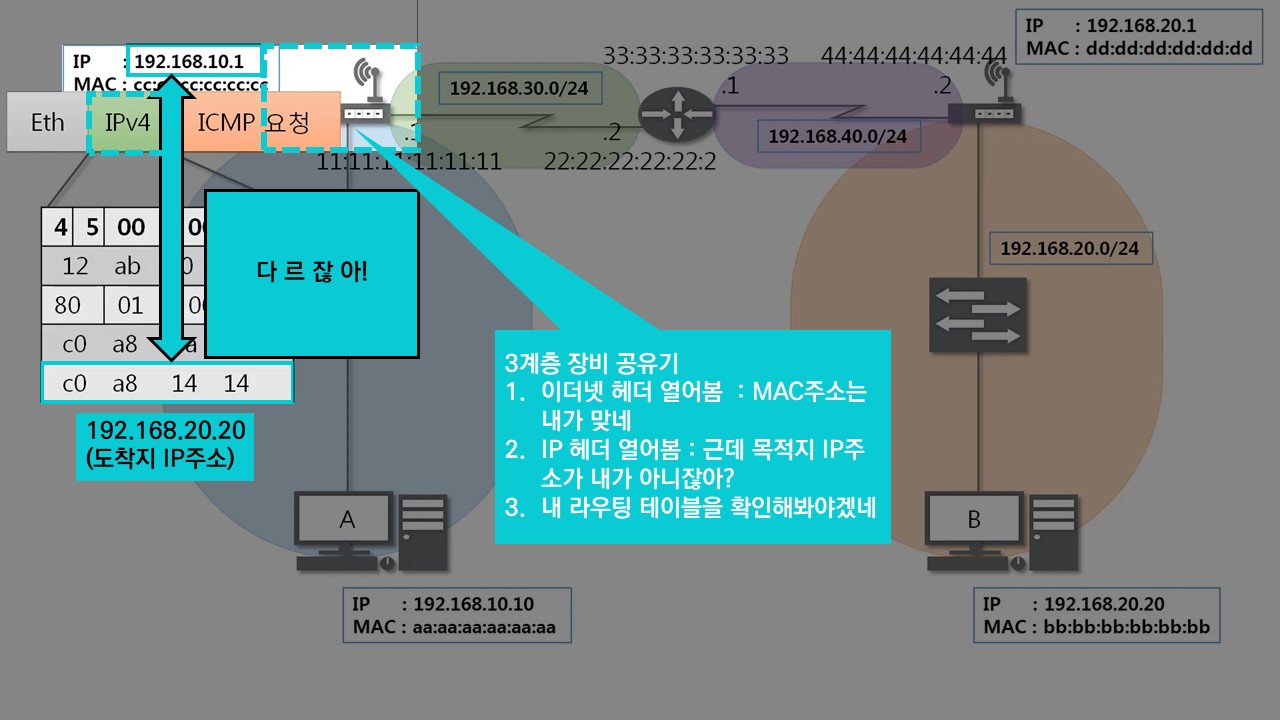 IP : 192.168.10.1
MAC : cc:cc:cc:cc:cc:cc
Eth
IPv4
ICMP 요청
33:33:33:33:33:33
44:44:44:44:44:44
IP : 192.168.20.1
MAC : dd:dd:dd:dd:dd:dd
192.168.30.0/24
.1
.2
.1
.2
192.168.40.0/24
11:11:11:11:11:11
22:22:22:22:22:2
4 5 00
12 ab
80 01
c0 a8
c0 a8 14 14
다 르 잖 아!
192.168.20.20
(도착지 IP주소)
192.168.20.0/24
3계층 장비 공유기
1. 이더넷 헤더 열어봄 : MAC주소는
내가 맞네
2. IP 헤더 열어봄 : 근데 목적지 IP주
소가 내가 아니잖아?
3. 내 라우팅 테이블을 확인해봐야겠네
A
B
IP : 192.168.10.10
MAC : aa:aa:aa:aa:aa:aa
IP : 192.168.20.20
MAC : bb:bb:bb:bb:bb:bb